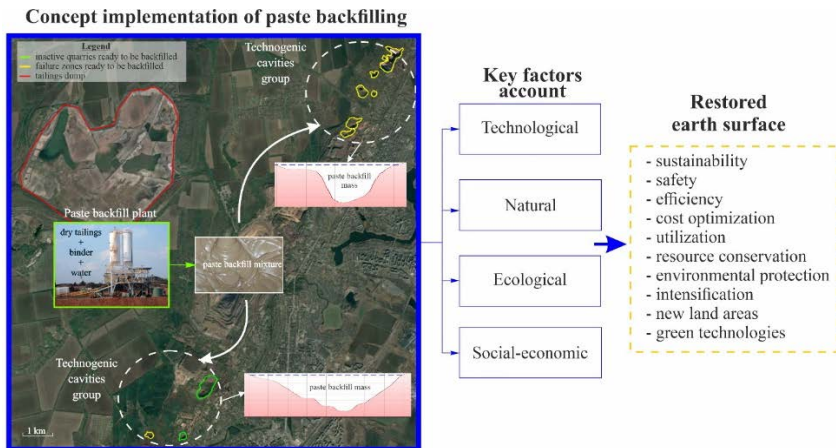 Concept implementation of paste backfilling
Legend
inactive quarries ready to be backfilled
failure zones ready to be backfilled
tailings dump
Technogenic
cavities
group
paste backfill
mass
Paste backfill plant
dry tailings
+
binder
+
water
paste backfill mixture
Technogenic
cavities
group
paste backfill mass
1 km
Key factors
account
Technological
Natural
Ecological
Social-economic
Restored
earth surface
- sustainability
- safety
- efficiency
- cost optimization
- utilization
- resource conservation
- environmental protection
- intensification
- new land areas
- green technologies